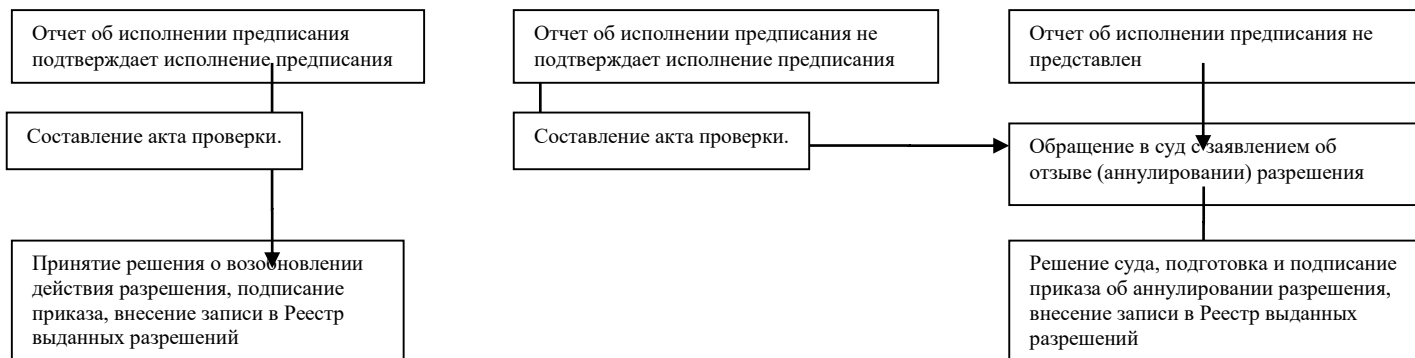 Отчет об исполнении предписания
подтверждает исполнение предписания
Отчет об исполнении предписания не
подтверждает исполнение предписания
Отчет об исполнении предписания не
представлен
Составление акта проверки.
Составление акта проверки.
Обращение в суд с заявлением об
отзыве (аннулировании) разрешения
Принятие решения о возобновлении
действия разрешения, подписание
приказа, внесение записи в Реестр
выданных разрешений
Решение суда, подготовка и подписание
приказа об аннулировании разрешения,
внесение записи в Реестр выданных
разрешений